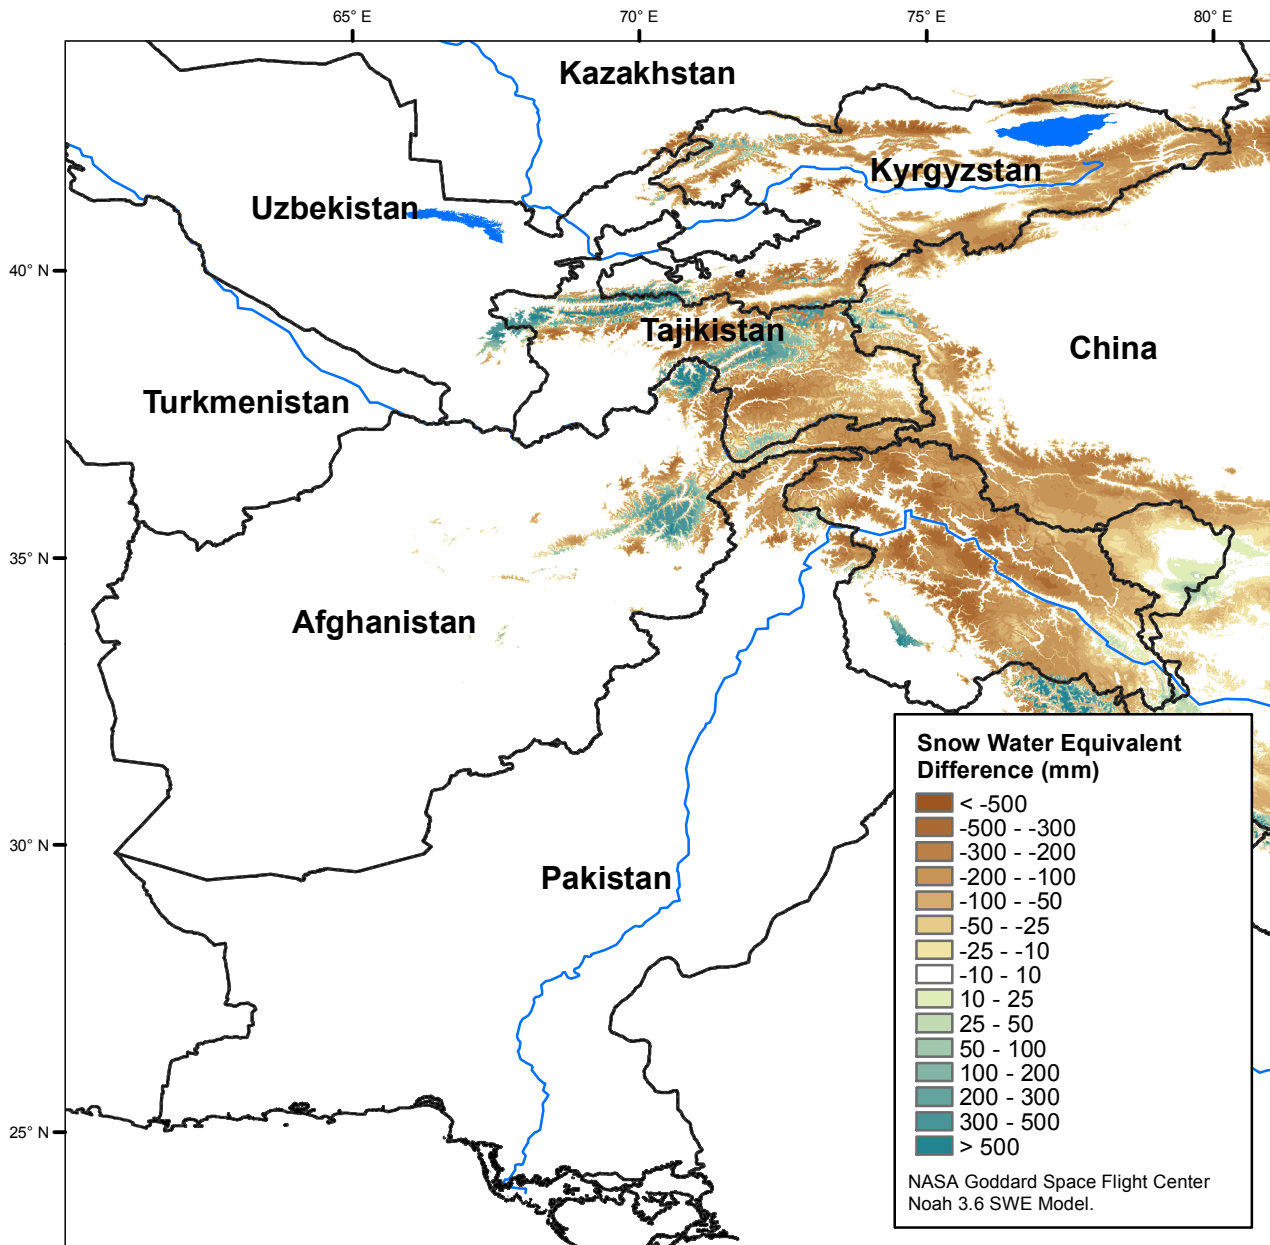 65° E
70° E
75° E
80° E
Kazakhstan
Kyrgyzstan
Uzbekistan
40° N
Tajikistan
China
Turkmenistan
35° N
Afghanistan
Snow Water Equivalent
Difference (mm)
< -500
-500 - -300
-300 - -200
-200 - -100
-100 - -50
-50 - -25
-25 - -10
-10 - 10
10 - 25
25 - 50
50 - 100
100 - 200
200 - 300
300 - 500
> 500
30° N
Pakistan
25° N
NASA Goddard Space Flight Center
Noah 3.6 SWE Model.